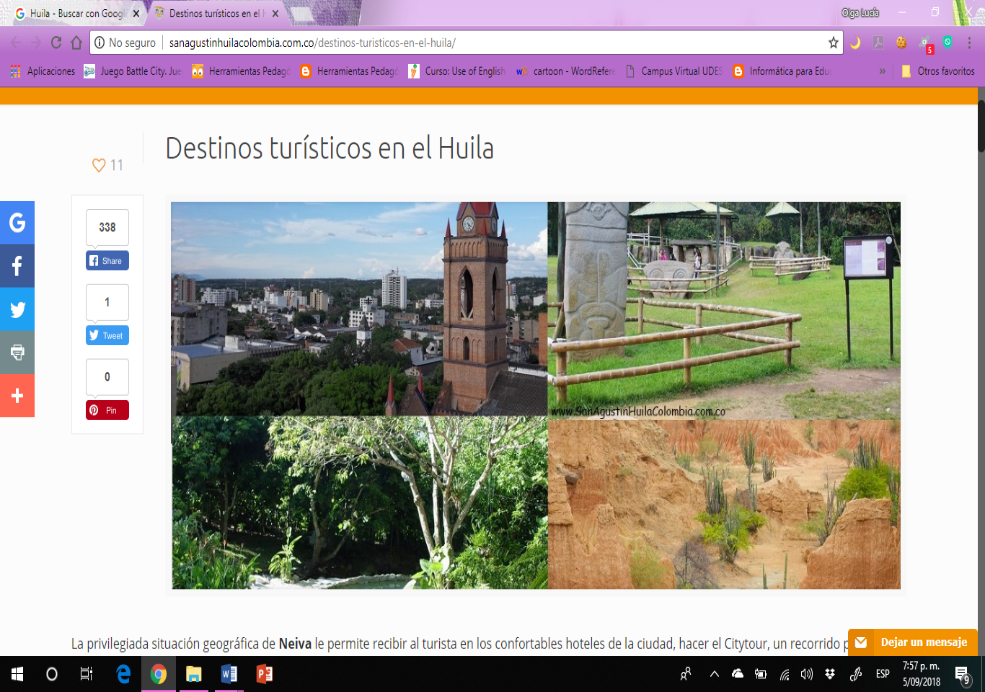 Huila - Buscar con Googl
Destinos turísticos en el H
Olga Lucía
No seguro
sanagustinhuilacolombia.com.co/destinos-turisticos-en-el-huila/
5
Aplicaciones
Juego Battle City. Jue
Herramientas Pedago
Herramientas Pedago
Curso: Use of English
cartoon - WordRefere
Campus Virtual UDES
Informática para Edu
»
Otros favoritos
Destinos turísticos en el Huila
11
338
Share
1
Tweet
0
Pin
www.SanAgustinHuilaColombia.com.co
La privilegiada situación geográfica de Neiva le permite recibir al turista en los confortables hoteles de la ciudad, hacer el Citytour, un recorrido p
Dejar un mensaje
ESP
7:57 p. m.
5/09/2018
9